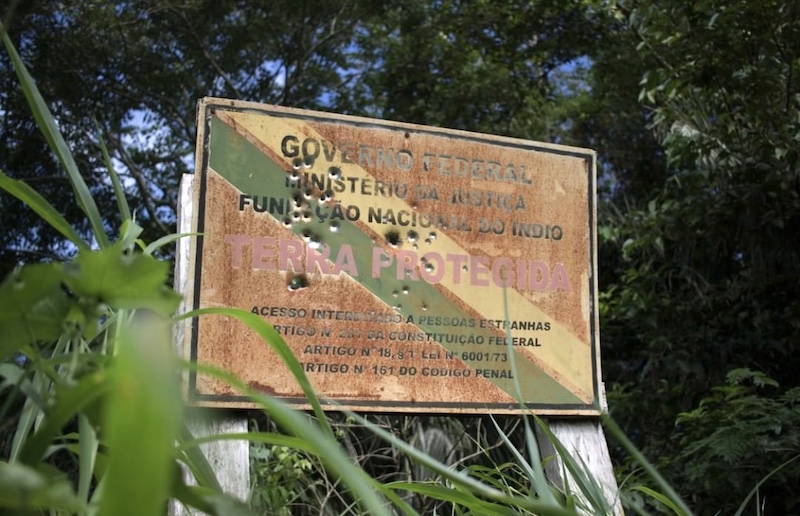 GOVERNO FEDERAL
MINISTÉRIO DA JUSTIÇA
FUNDAÇÃO NACIONAL DO INDIO
TERRA PROTEGIDA
ACESSO INTERDITADO A PESSOAS ESTRANHAS
ARTIGO Nº DA CONSTITUIÇÃO FEDERAL
ARTIGO Nº 18, § 1 LEI Nº 6001/73
ARTIGO Nº 161 DO CODIGO PENAL